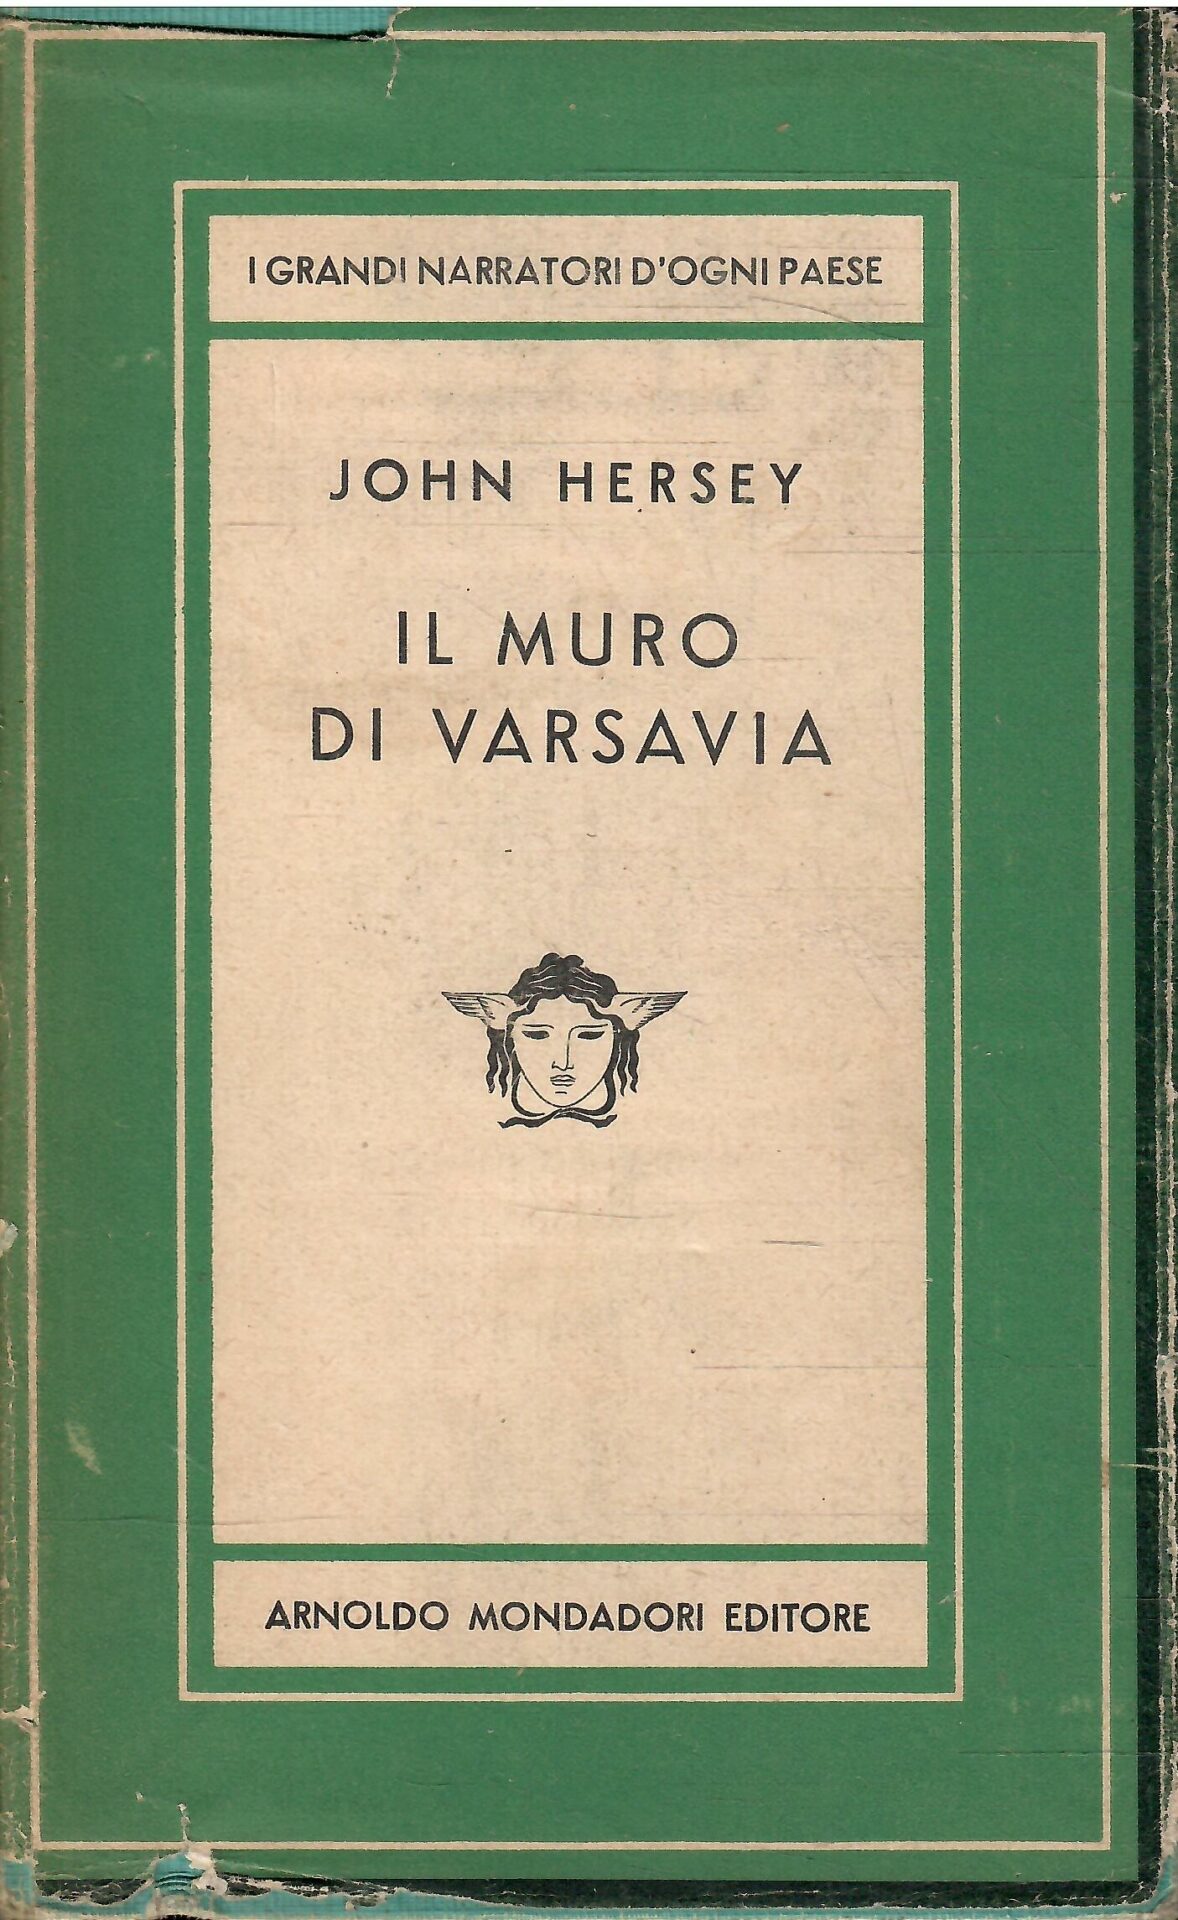 I GRANDI NARRATORI D'OGNI PAESE
JOHN HERSEY
IL MURO
DI VARSAVIA
ARNOLDO MONDADORI EDITORE